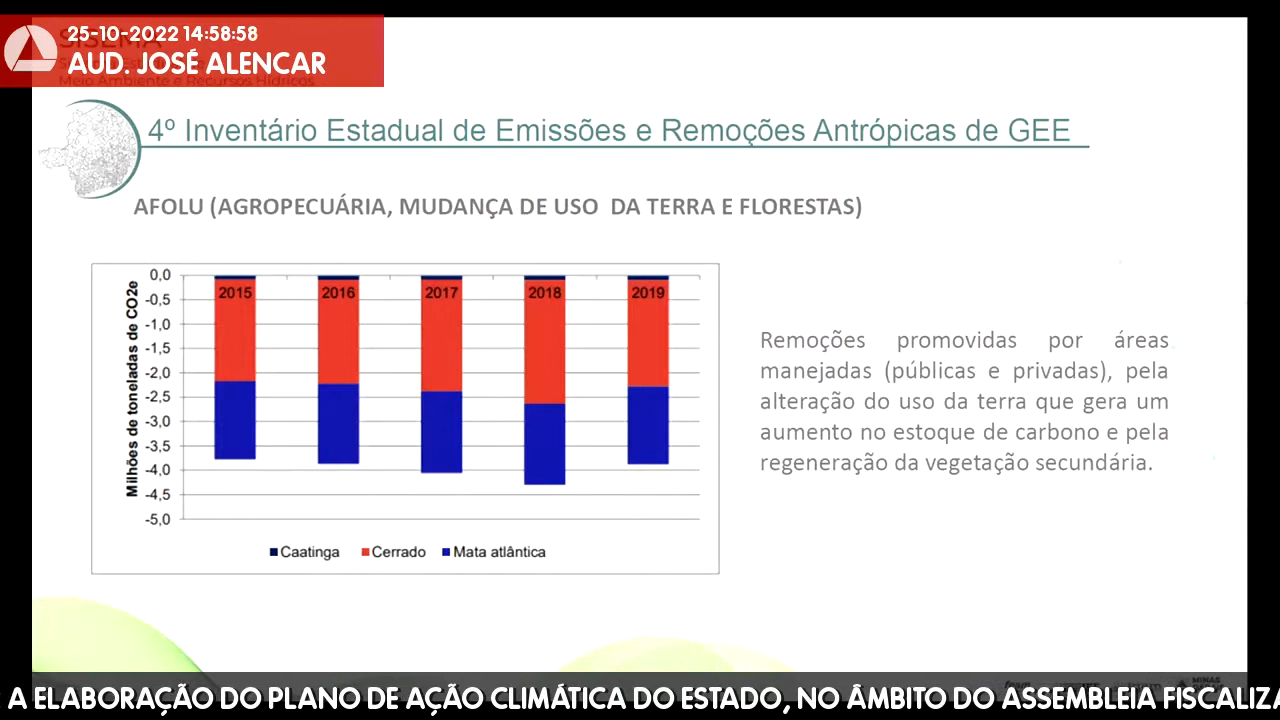 25-10-2022 14:58:58
AUD. JOSÉ ALENCAR
Meio Ambiente e Recursos Hídricos
4º Inventário Estadual de Emissões e Remoções Antrópicas de GEE
AFOLU (AGROPECUÁRIA, MUDANÇA DE USO DA TERRA E FLORESTAS)
Milhões de toneladas de CO2e
0,0
-0,5
-1,0
-1,5
-2,0
-2,5
-3,0
-3,5
-4,0
-4,5
-5,0
2015 2016 2017 2018 2019
Caatinga Cerrado Mata atlântica
Remoções promovidas por áreas
manejadas (públicas e privadas), pela
alteração do uso da terra que gera um
aumento no estoque de carbono e pela
regeneração da vegetação secundária.
A ELABORAÇÃO DO PLANO DE AÇÃO CLIMÁTICA DO ESTADO, NO ÂMBITO DO ASSEMBLEIA FISCALIZA